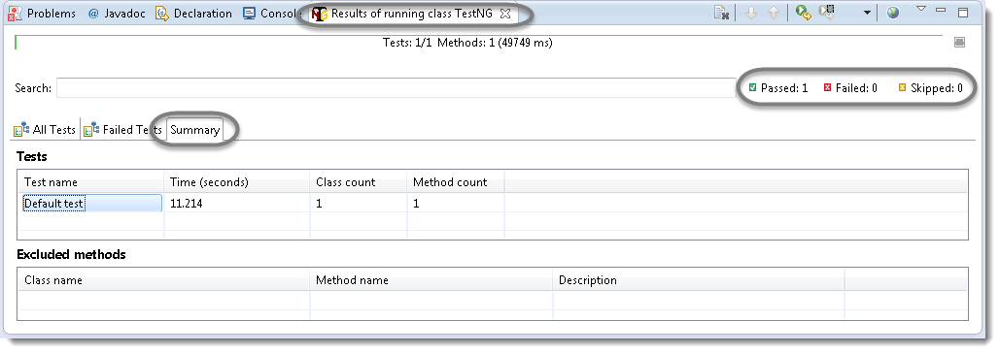 Problems @ Javadoc Declaration Console Results of running class TestNG
Tests: 1/1 Methods: 1 (49749 ms)
Search: Passed: 1 Failed: 0 Skipped: 0
All Tests Failed Tests Summary
Tests
Test name Time (seconds) Class count Method count
Default test 11.214 1 1
Excluded methods
Class name Method name Description